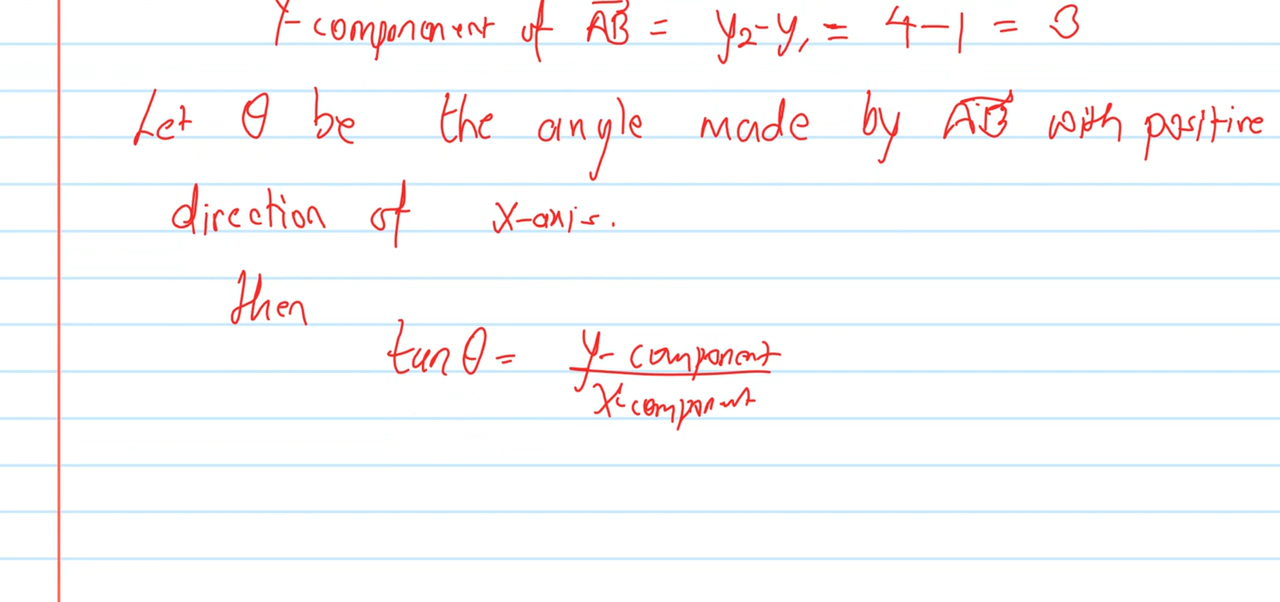 Y-component of AB = y₂-y₁ = 4-1 = 3
Let θ be the angle made by AB with positive
direction of x-axis.
then
tan θ = y-component
x-component